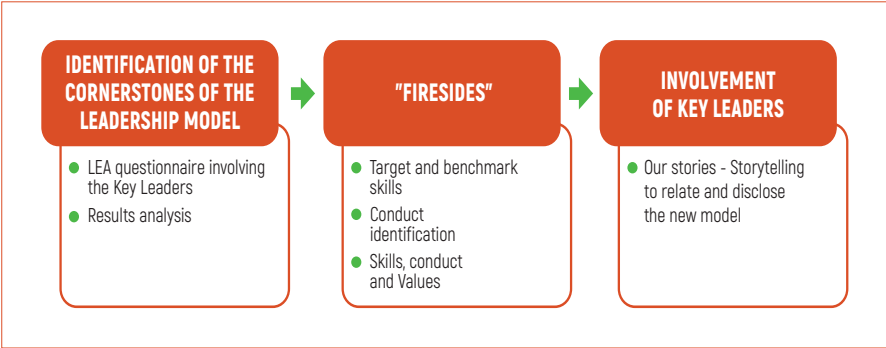 IDENTIFICATION OF THE
CORNERSTONES OF THE
LEADERSHIP MODEL
LEA questionnaire involving
the Key Leaders
Results analysis
"FIRESIDES"
Target and benchmark
skills
Conduct
identification
Skills, conduct
and Values
INVOLVEMENT
OF KEY LEADERS
Our stories - Storytelling
to relate and disclose
the new model